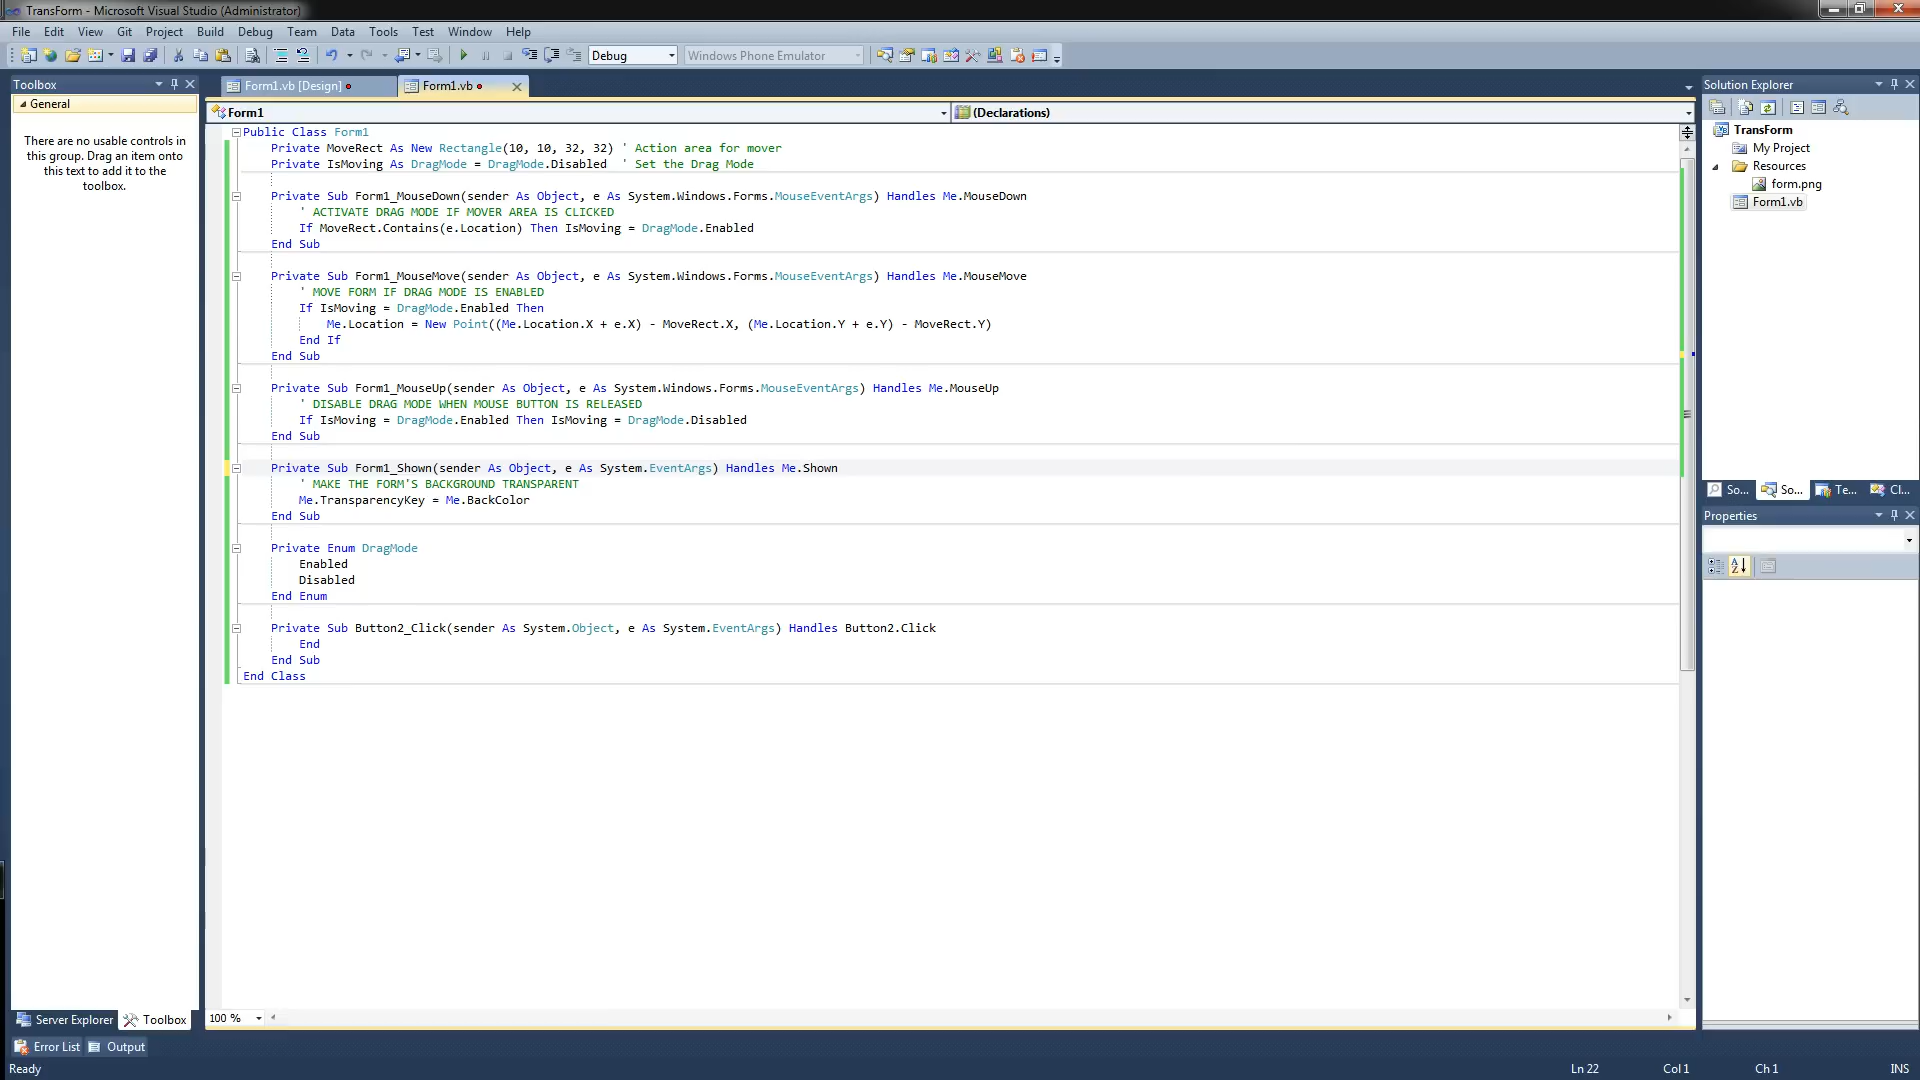 TransForm - Microsoft Visual Studio (Administrator)
File Edit View Git Project Build Debug Team Data Tools Test Window Help
Debug
Windows Phone Emulator
Toolbox
General
There are no usable controls in
this group. Drag an item onto
this text to add it to the
toolbox.
Form1.vb [Design]
Form1.vb
Form1
(Declarations)
Public Class Form1
Private MoveRect As New Rectangle(10, 10, 32, 32) ' Action area for mover
Private IsMoving As DragMode = DragMode.Disabled ' Set the Drag Mode
Private Sub Form1_MouseDown(sender As Object, e As System.Windows.Forms.MouseEventArgs) Handles Me.MouseDown
' ACTIVATE DRAG MODE IF MOVER AREA IS CLICKED
If MoveRect.Contains(e.Location) Then IsMoving = DragMode.Enabled
End Sub
Private Sub Form1_MouseMove(sender As Object, e As System.Windows.Forms.MouseEventArgs) Handles Me.MouseMove
' MOVE FORM IF DRAG MODE IS ENABLED
If IsMoving = DragMode.Enabled Then
Me.Location = New Point((Me.Location.X + e.X) - MoveRect.X, (Me.Location.Y + e.Y) - MoveRect.Y)
End If
End Sub
Private Sub Form1_MouseUp(sender As Object, e As System.Windows.Forms.MouseEventArgs) Handles Me.MouseUp
' DISABLE DRAG MODE WHEN MOUSE BUTTON IS RELEASED
If IsMoving = DragMode.Enabled Then IsMoving = DragMode.Disabled
End Sub
Private Sub Form1_Shown(sender As Object, e As System.EventArgs) Handles Me.Shown
' MAKE THE FORM'S BACKGROUND TRANSPARENT
Me.TransparencyKey = Me.BackColor
End Sub
Private Enum DragMode
Enabled
Disabled
End Enum
Private Sub Button2_Click(sender As System.Object, e As System.EventArgs) Handles Button2.Click
End
End Sub
End Class
100 %
Solution Explorer
TransForm
My Project
Resources
form.png
Form1.vb
So... So... Te... Cl...
Properties
Server Explorer Toolbox
Error List Output
Ready
Ln 22 Col 1 Ch 1 INS